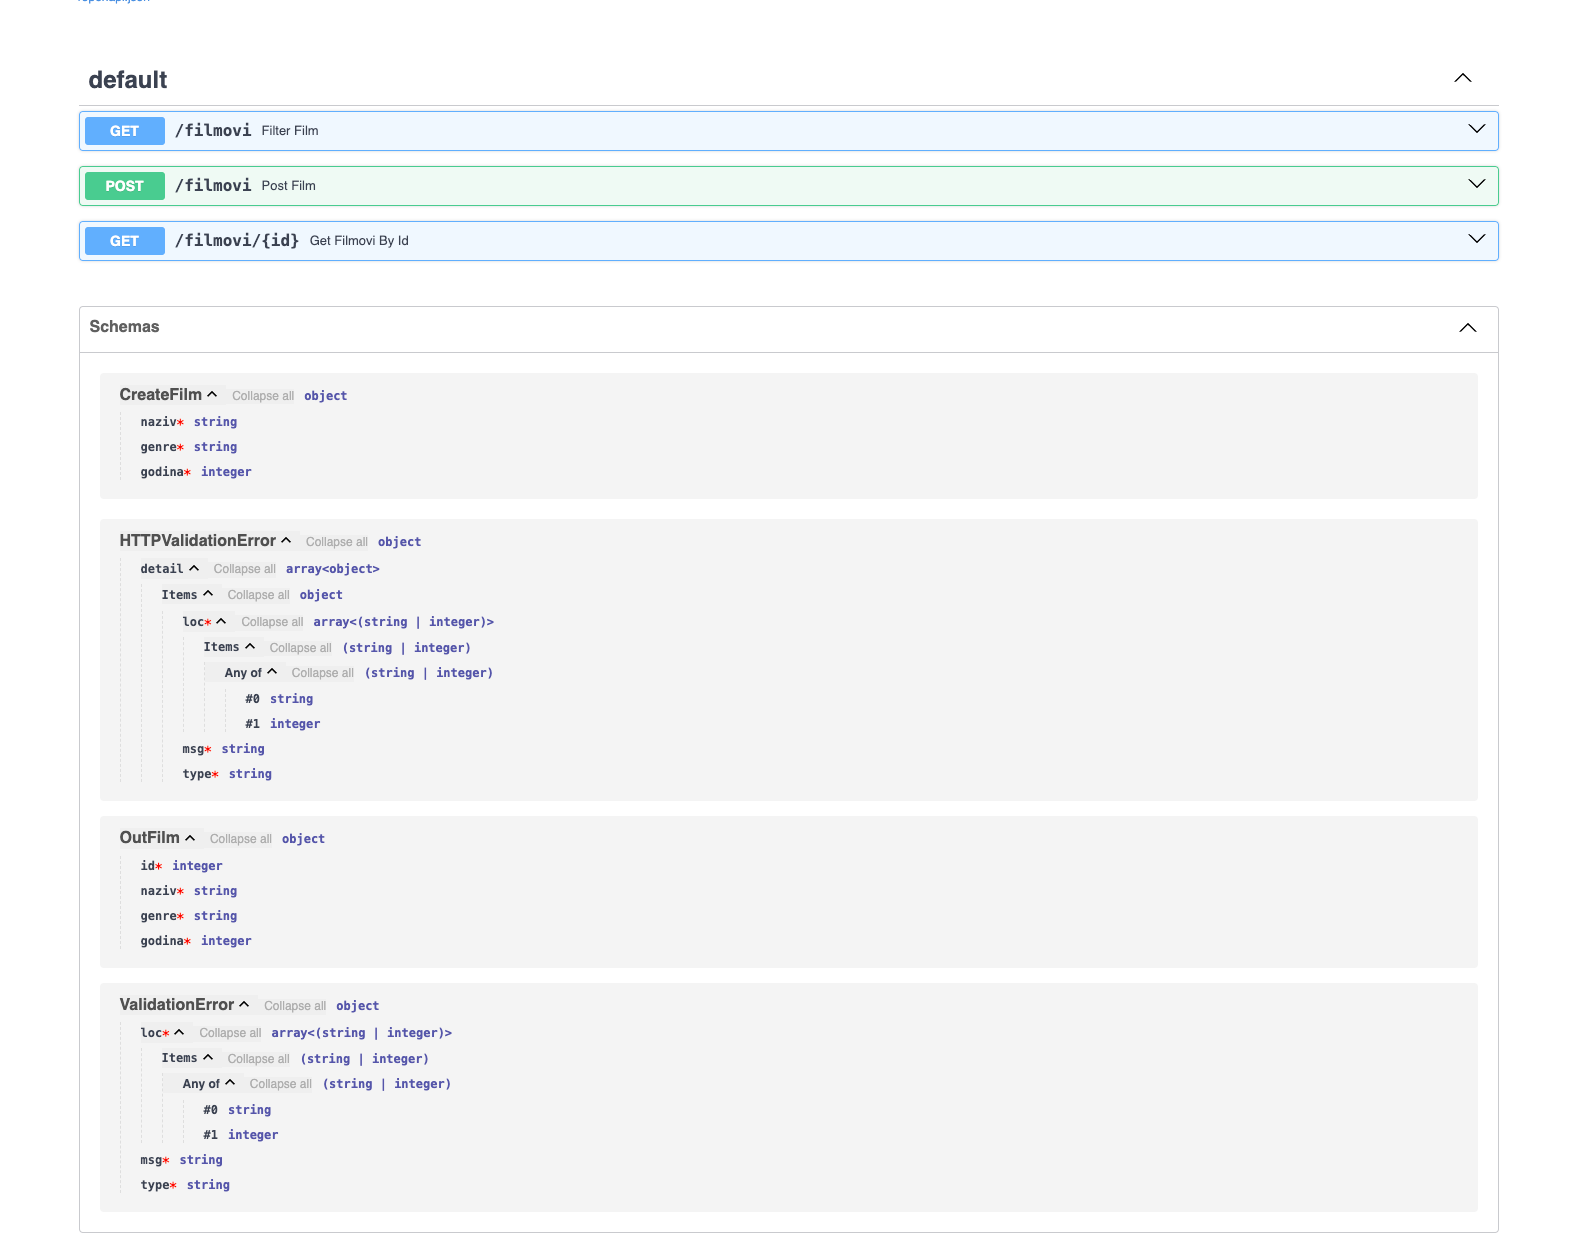 /openapi.json
default
GET /filmovi Filter Film
POST /filmovi Post Film
GET /filmovi/{id} Get Filmovi By Id
Schemas
CreateFilm Collapse all object
naziv* string
genre* string
godina* integer
HTTPValidationError Collapse all object
detail Collapse all array<object>
Items Collapse all object
loc* Collapse all array<(string | integer)>
Items Collapse all (string | integer)
Any of Collapse all (string | integer)
#0 string
#1 integer
msg* string
type* string
OutFilm Collapse all object
id* integer
naziv* string
genre* string
godina* integer
ValidationError Collapse all object
loc* Collapse all array<(string | integer)>
Items Collapse all (string | integer)
Any of Collapse all (string | integer)
#0 string
#1 integer
msg* string
type* string